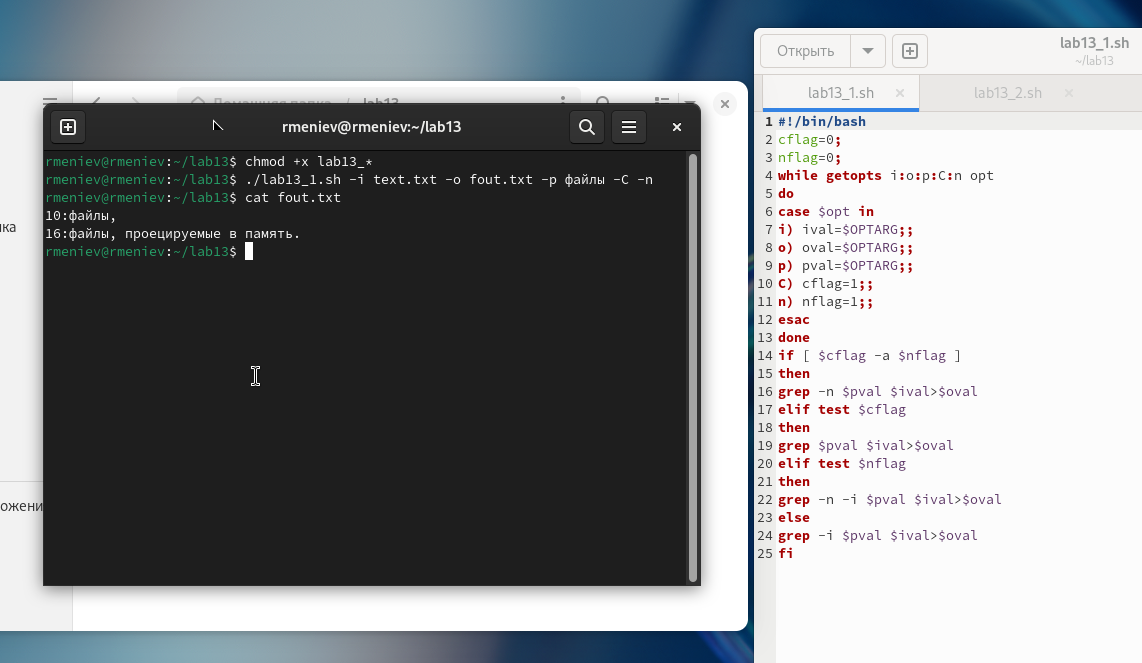 Открыть
lab13_1.sh
~/lab13
lab13_1.sh
lab13_2.sh
Домашняя папка / lab13
rmeniev@rmeniev:~/lab13
rmeniev@rmeniev:~/lab13$ chmod +x lab13_*
rmeniev@rmeniev:~/lab13$ ./lab13_1.sh -i text.txt -o fout.txt -p файлы -C -n
rmeniev@rmeniev:~/lab13$ cat fout.txt
10:файлы,
16:файлы, проецируемые в память.
rmeniev@rmeniev:~/lab13$
1 #!/bin/bash
2 cflag=0;
3 nflag=0;
4 while getopts i:o:p:C:n opt
5 do
6 case $opt in
7 i) ival=$OPTARG;;
8 o) oval=$OPTARG;;
9 p) pval=$OPTARG;;
10 C) cflag=1;;
11 n) nflag=1;;
12 esac
13 done
14 if [ $cflag -a $nflag ]
15 then
16 grep -n $pval $ival>$oval
17 elif test $cflag
18 then
19 grep $pval $ival>$oval
20 elif test $nflag
21 then
22 grep -n -i $pval $ival>$oval
23 else
24 grep -i $pval $ival>$oval
25 fi